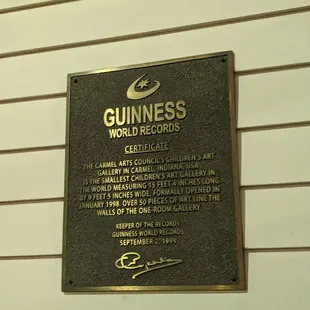 GUINNESS
WORLD RECORDS
CERTIFICATE
THE CARMEL ARTS COUNCIL'S CHILDREN'S ART
GALLERY IN CARMEL, INDIANA, USA
IS THE SMALLEST CHILDREN'S ART GALLERY IN
THE WORLD MEASURING 15 FEET 4 INCHES LONG
BY 9 FEET 5 INCHES WIDE. FORMALLY OPENED IN
JANUARY 1998, OVER 50 PIECES OF ART LINE THE
WALLS OF THE ONE-ROOM GALLERY
KEEPER OF THE RECORDS
GUINNESS WORLD RECORDS
SEPTEMBER 2, 1999